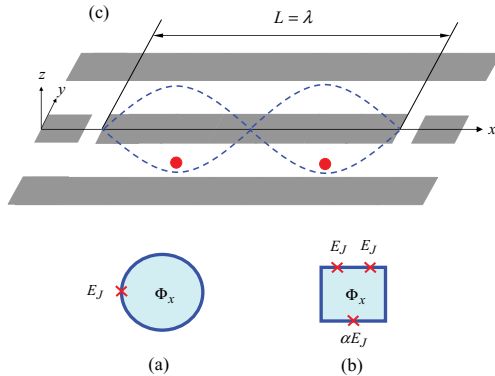 (c)
L = λ
z
y
x
E_J
Φ_x
E_J E_J
Φ_x
αE_J
(a)
(b)